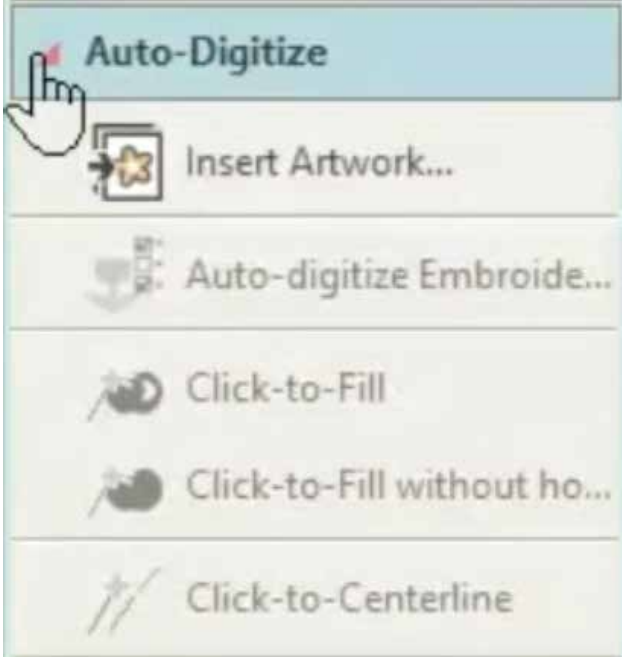 Auto-Digitize
Insert Artwork...
Auto-digitize Embroide...
Click-to-Fill
Click-to-Fill without ho...
Click-to-Centerline